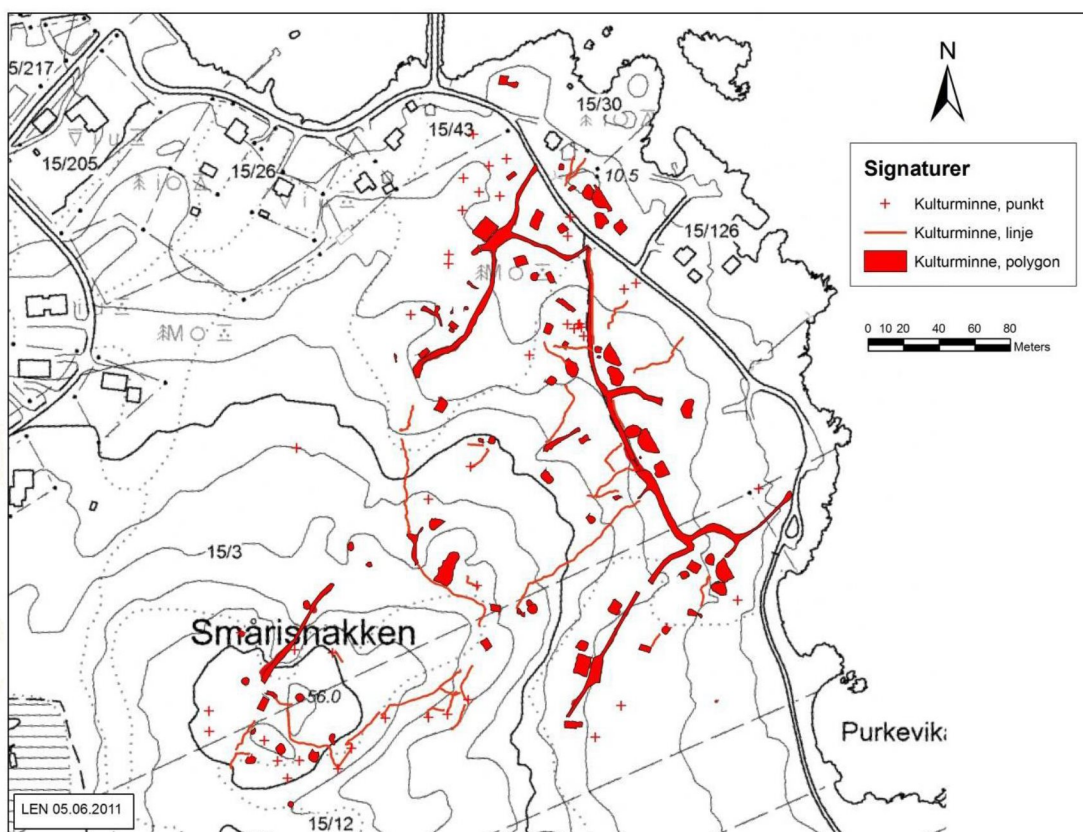 5/217
15/205
15/26
15/43
15/30
10.5
15/126
15/3
Smårisnakken
56.0
15/12
Purkevika
LEN 05.06.2011
N
Signaturer
Kulturminne, punkt
Kulturminne, linje
Kulturminne, polygon
0 10 20 40 60 80
Meters